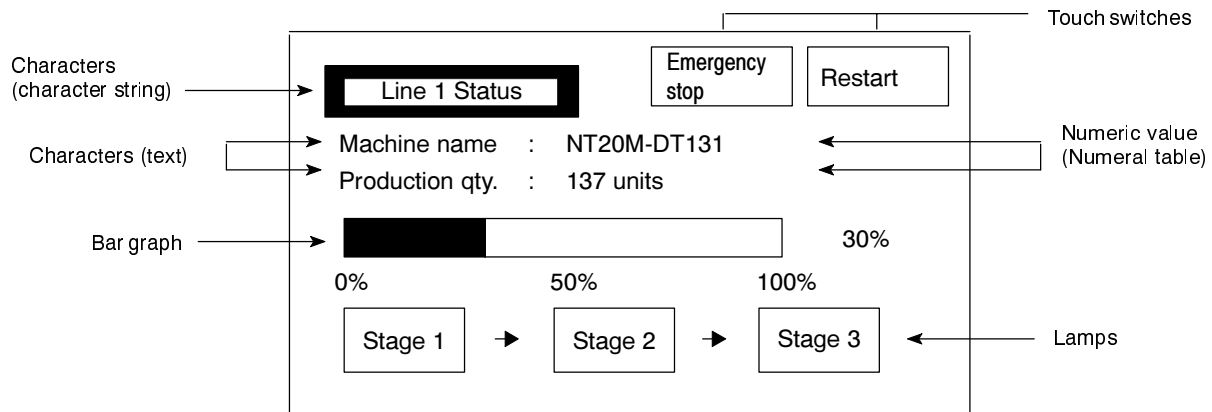 Touch switches
Characters
(character string)
Line 1 Status
Emergency
stop
Restart
Characters (text)
Machine name : NT20M-DT131
Production qty. : 137 units
Numeric value
(Numeral table)
Bar graph
30%
0% 50% 100%
Stage 1 Stage 2 Stage 3
Lamps